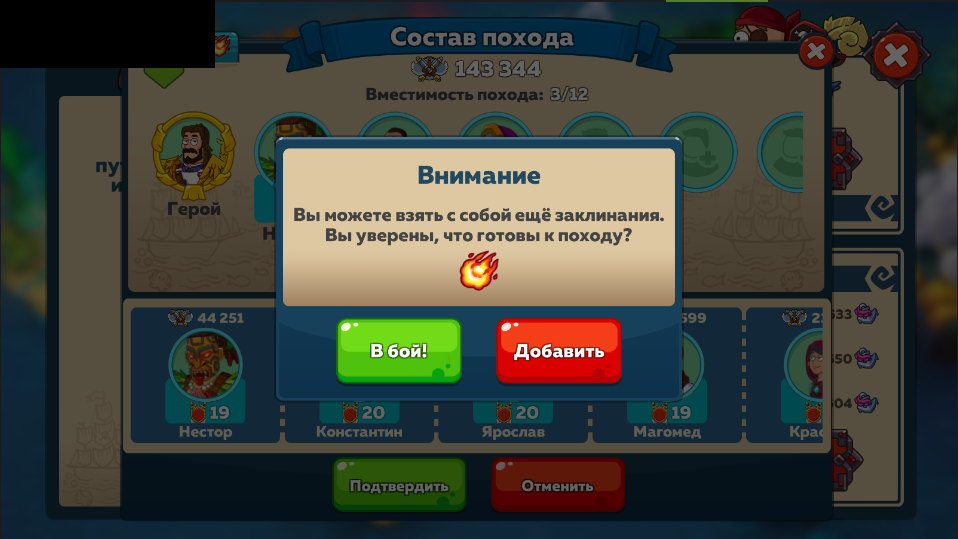 Состав похода
143 344
Вместимость похода: 3/12
Герой
Внимание
Вы можете взять с собой ещё заклинания.
Вы уверены, что готовы к походу?
В бой!
Добавить
44 251
19
20
20
19
Нестор
Константин
Ярослав
Магомед
Подтвердить
Отменить